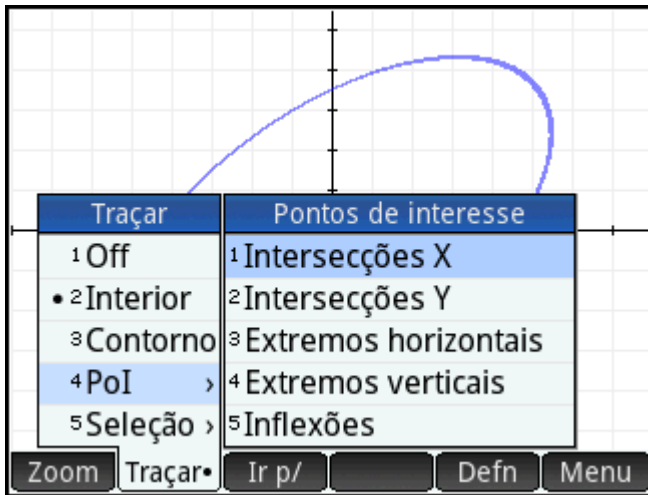 Traçar
1 Off
• 2 Interior
3 Contorno
4 PoI ›
5 Seleção ›
Pontos de interesse
1 Intersecções X
2 Intersecções Y
3 Extremos horizontais
4 Extremos verticais
5 Inflexões
Zoom Traçar• Ir p/ Defn Menu